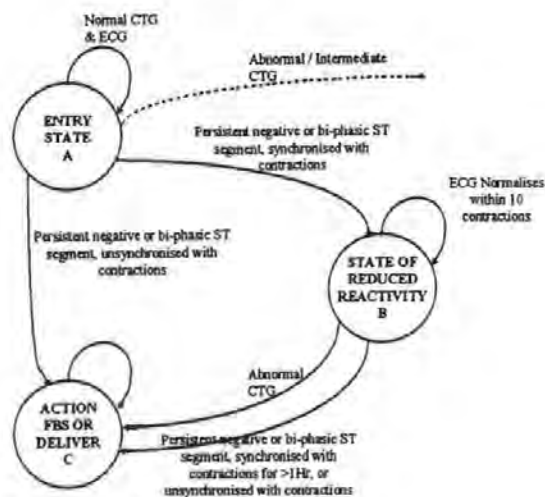 Normal CTG
& ECG
Abnormal / Intermediate
CTG
ENTRY
STATE
A
Persistent negative or bi-phasic ST
segment, synchronised with
contractions
ECG Normalises
within 10
contractions
Persistent negative or bi-phasic ST
segment, unsynchronised with
contractions
STATE OF
REDUCED
REACTIVITY
B
Abnormal
CTG
ACTION
FBS OR
DELIVER
C
Persistent negative or bi-phasic ST
segment, synchronised with
contractions for >1Hr, or
unsynchronised with contractions